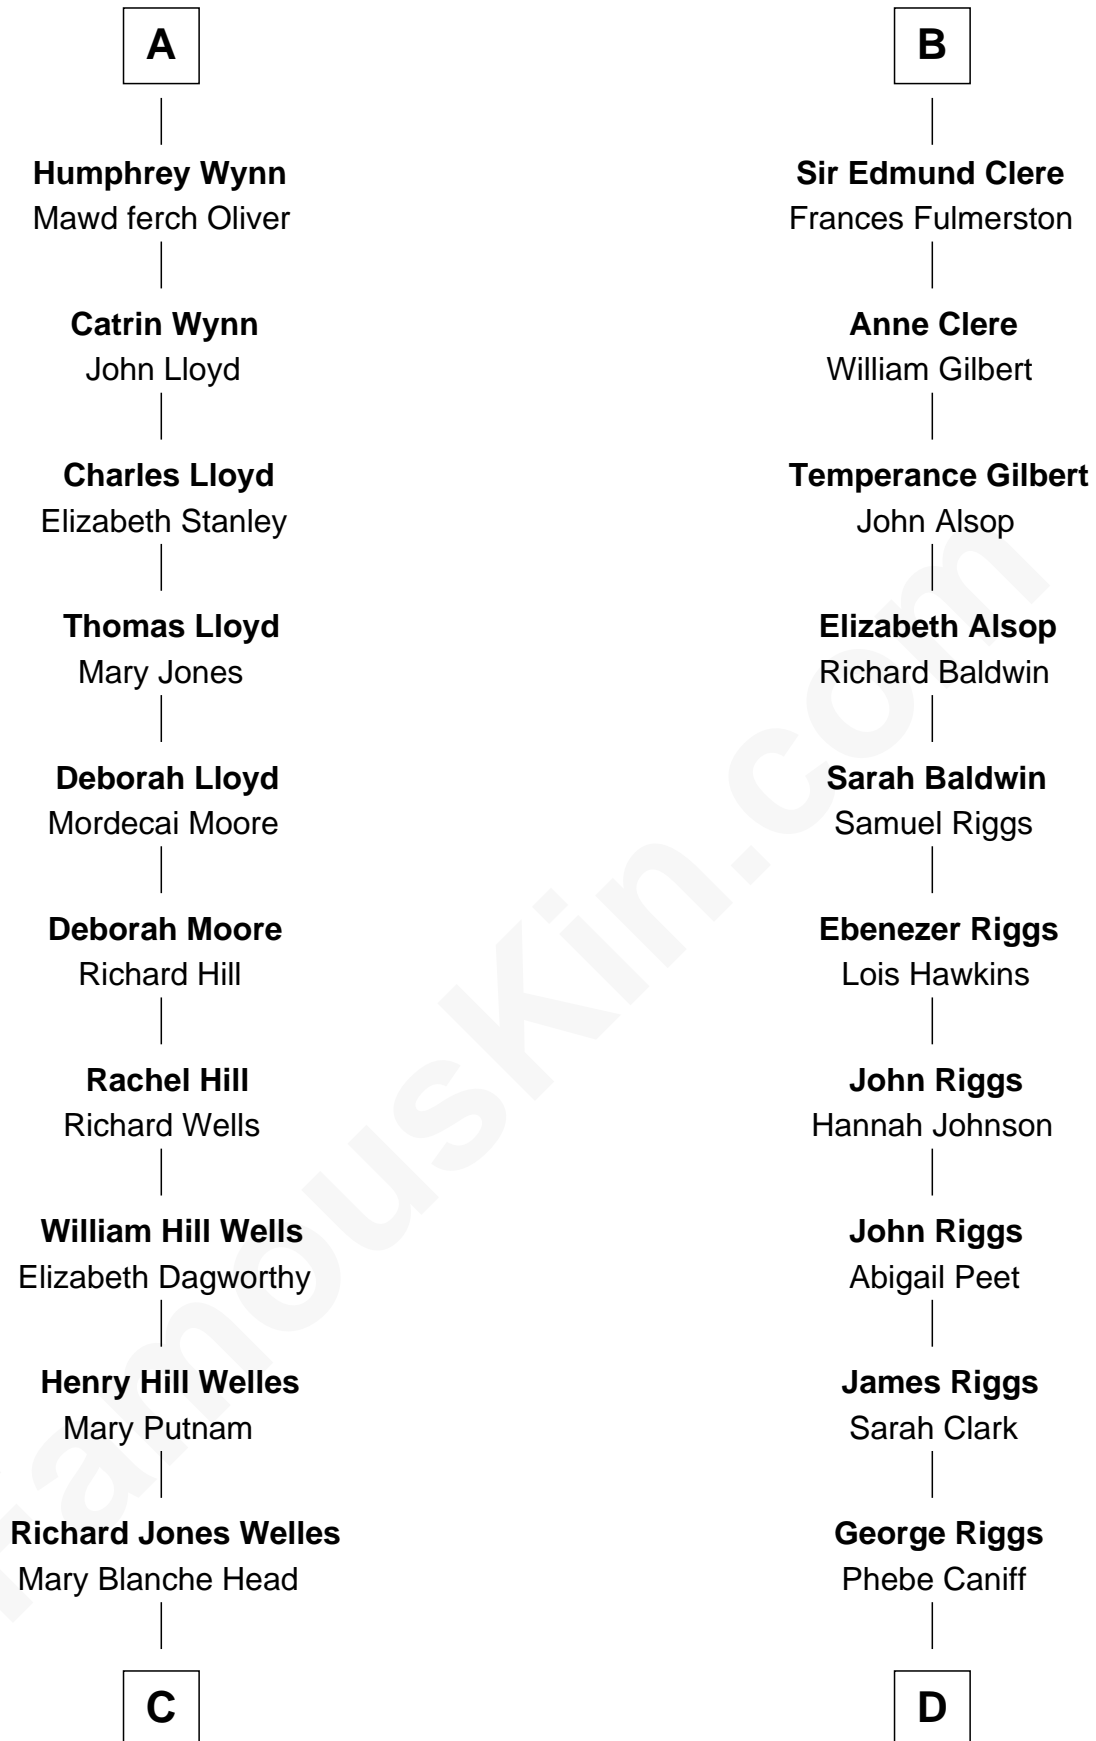 A
Humphrey Wynn
Mawd ferch Oliver
Catrin Wynn
John Lloyd
Charles Lloyd
Elizabeth Stanley
Thomas Lloyd
Mary Jones
Deborah Lloyd
Mordecai Moore
Deborah Moore
Richard Hill
Rachel Hill
Richard Wells
William Hill Wells
Elizabeth Dagworthy
Henry Hill Welles
Mary Putnam
Richard Jones Welles
Mary Blanche Head
C
B
Sir Edmund Clere
Frances Fulmerston
Anne Clere
William Gilbert
Temperance Gilbert
John Alsop
Elizabeth Alsop
Richard Baldwin
Sarah Baldwin
Samuel Riggs
Ebenezer Riggs
Lois Hawkins
John Riggs
Hannah Johnson
John Riggs
Abigail Peet
James Riggs
Sarah Clark
George Riggs
Phebe Caniff
D
FamousKin.com